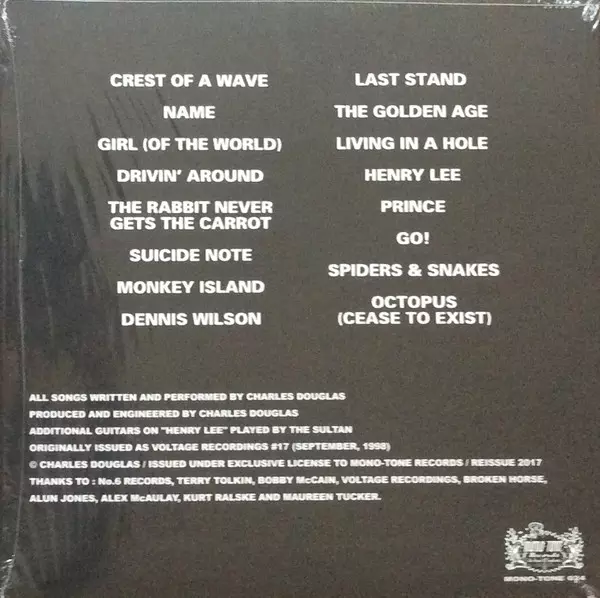 CREST OF A WAVE
NAME
GIRL (OF THE WORLD)
DRIVIN' AROUND
THE RABBIT NEVER
GETS THE CARROT
SUICIDE NOTE
MONKEY ISLAND
DENNIS WILSON
LAST STAND
THE GOLDEN AGE
LIVING IN A HOLE
HENRY LEE
PRINCE
GO!
SPIDERS & SNAKES
OCTOPUS
(CEASE TO EXIST)
ALL SONGS WRITTEN AND PERFORMED BY CHARLES DOUGLAS
PRODUCED AND ENGINEERED BY CHARLES DOUGLAS
ADDITIONAL GUITARS ON "HENRY LEE" PLAYED BY THE SULTAN
ORIGINALLY ISSUED AS VOLTAGE RECORDINGS #17 (SEPTEMBER, 1998)
© CHARLES DOUGLAS / ISSUED UNDER EXCLUSIVE LICENSE TO MONO-TONE RECORDS / REISSUE 2017
THANKS TO : No.6 RECORDS, TERRY TOLKIN, BOBBY McCAIN, VOLTAGE RECORDINGS, BROKEN HORSE,
ALUN JONES, ALEX McAULAY, KURT RALSKE AND MAUREEN TUCKER.
MONO-TONE 024